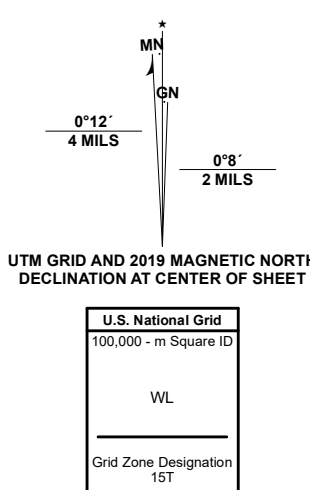 ★
MN
GN
0°12´
4 MILS
0°8´
2 MILS
UTM GRID AND 2019 MAGNETIC NORTH
DECLINATION AT CENTER OF SHEET
U.S. National Grid
100,000 - m Square ID
WL
Grid Zone Designation
15T